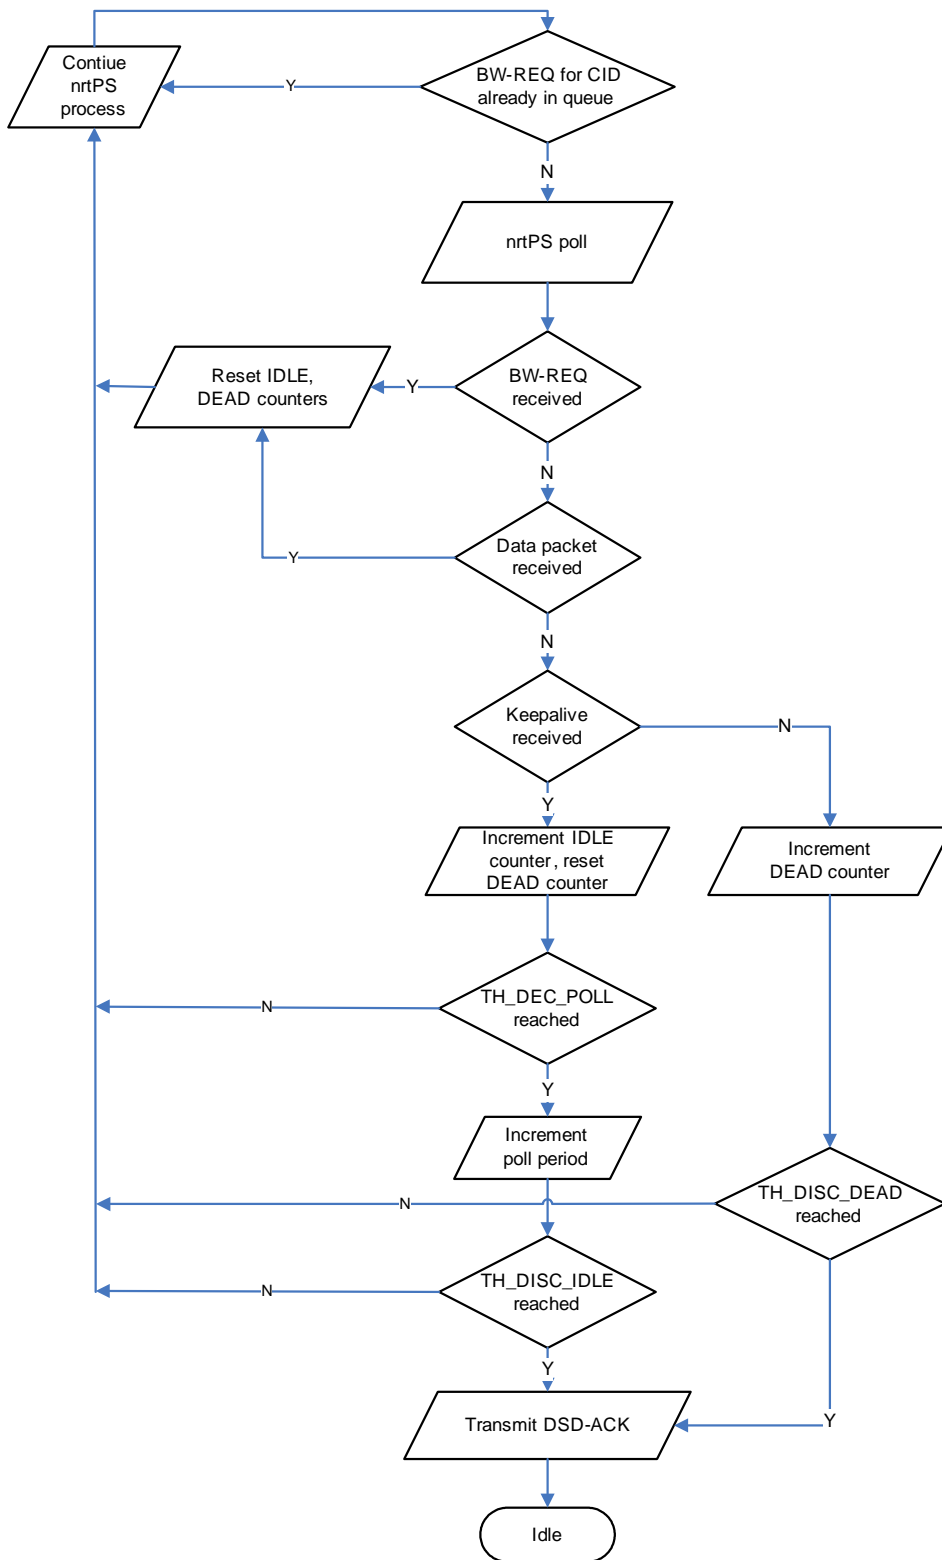 Contiue
nrtPS
process
BW-REQ for CID
already in queue
Y
N
nrtPS poll
Reset IDLE,
DEAD counters
Y
BW-REQ
received
N
Y
Data packet
received
N
Keepalive
received
N
Y
Increment IDLE
counter, reset
DEAD counter
Increment
DEAD counter
N
TH_DEC_POLL
reached
Y
Increment
poll period
N
TH_DISC_DEAD
reached
N
TH_DISC_IDLE
reached
Y
Transmit DSD-ACK
Y
Idle